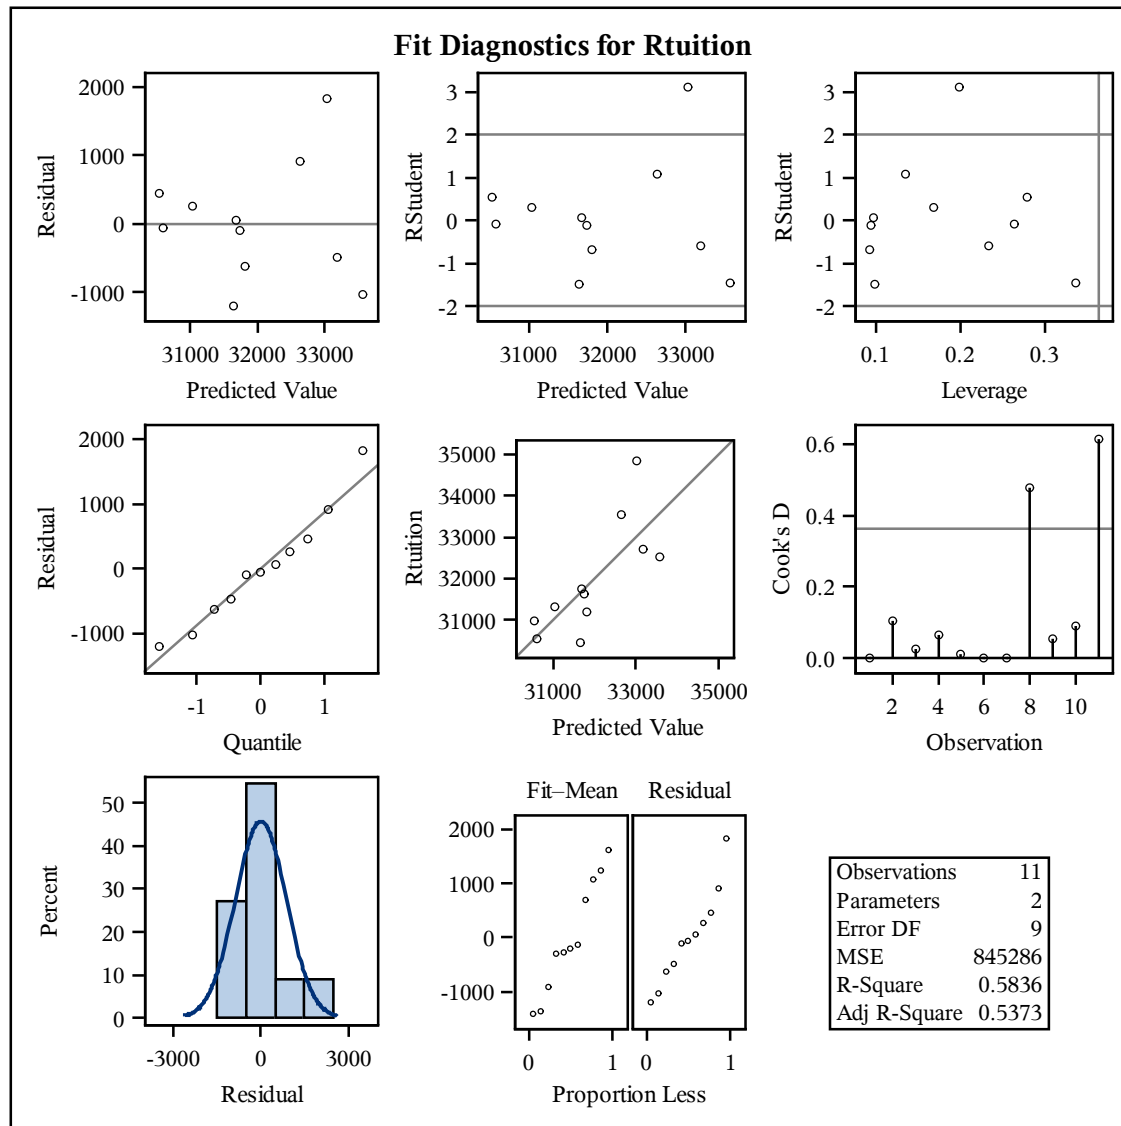 Fit Diagnostics for Rtuition
Residual
2000
1000
0
-1000
31000 32000 33000
Predicted Value
RStudent
3
2
1
0
-1
-2
31000 32000 33000
Predicted Value
RStudent
3
2
1
0
-1
-2
0.1 0.2 0.3
Leverage
Residual
2000
1000
0
-1000
-1 0 1
Quantile
Rtuition
35000
34000
33000
32000
31000
31000 33000 35000
Predicted Value
Cook's D
0.6
0.4
0.2
0.0
2 4 6 8 10
Observation
Percent
50
40
30
20
10
0
-3000 0 3000
Residual
Fit–Mean Residual
2000
1000
0
-1000
0 1 0 1
Proportion Less
Observations 11
Parameters 2
Error DF 9
MSE 845286
R-Square 0.5836
Adj R-Square 0.5373